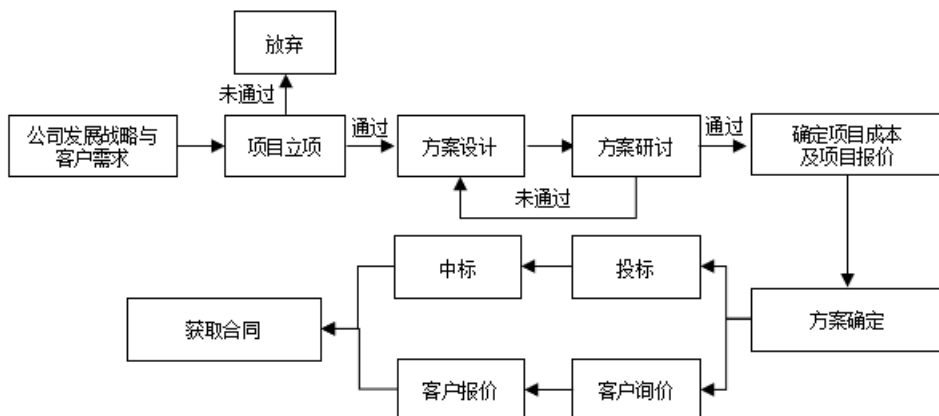 放弃
未通过
公司发展战略与
客户需求
项目立项
通过
方案设计
方案研讨
通过
确定项目成本
及项目报价
未通过
中标
投标
获取合同
方案确定
客户报价
客户询价